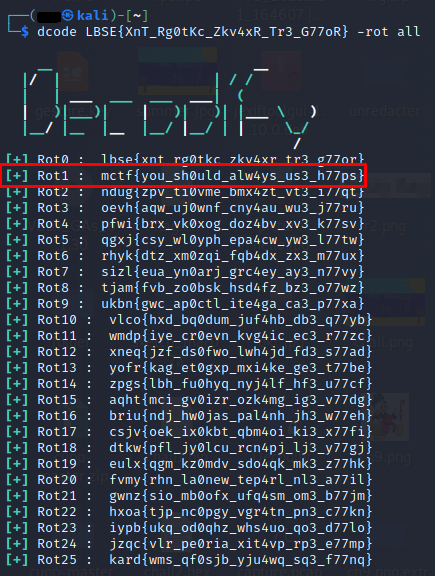 ┌──(  ㉿kali)-[~]
└─$ dcode LBSE{XnT_Rg0tKc_Zkv4xR_Tr3_G77oR} -rot all
[+] Rot0 : lbse{xnt_rg0tkc_zkv4xr_tr3_g77or}
[+] Rot1 : mctf{you_sh0uld_alw4ys_us3_h77ps}
[+] Rot2 : ndug{zpv_ti0vme_bmx4zt_vt3_i77qt}
[+] Rot3 : oevh{aqw_uj0wnf_cny4au_wu3_j77ru}
[+] Rot4 : pfwi{brx_vk0xog_doz4bv_xv3_k77sv}
[+] Rot5 : qgxj{csy_wl0yph_epa4cw_yw3_l77tw}
[+] Rot6 : rhyk{dtz_xm0zqi_fqb4dx_zx3_m77ux}
[+] Rot7 : sizl{eua_yn0arj_grc4ey_ay3_n77vy}
[+] Rot8 : tjam{fvb_zo0bsk_hsd4fz_bz3_o77wz}
[+] Rot9 : ukbn{gwc_ap0ctl_ite4ga_ca3_p77xa}
[+] Rot10 : vlco{hxd_bq0dum_juf4hb_db3_q77yb}
[+] Rot11 : wmdp{iye_cr0evn_kvg4ic_ec3_r77zc}
[+] Rot12 : xneq{jzf_ds0fwo_lwh4jd_fd3_s77ad}
[+] Rot13 : yofr{kag_et0gxp_mxi4ke_ge3_t77be}
[+] Rot14 : zpgs{lbh_fu0hyq_nyj4lf_hf3_u77cf}
[+] Rot15 : aqht{mci_gv0izr_ozk4mg_ig3_v77dg}
[+] Rot16 : briu{ndj_hw0jas_pal4nh_jh3_w77eh}
[+] Rot17 : csjv{oek_ix0kbt_qbm4oi_ki3_x77fi}
[+] Rot18 : dtkw{pfl_jy0lcu_rcn4pj_lj3_y77gj}
[+] Rot19 : eulx{qgm_kz0mdv_sdo4qk_mk3_z77hk}
[+] Rot20 : fvmy{rhn_la0new_tep4rl_nl3_a77il}
[+] Rot21 : gwnz{sio_mb0ofx_ufq4sm_om3_b77jm}
[+] Rot22 : hxoa{tjp_nc0pgy_vgr4tn_pn3_c77kn}
[+] Rot23 : iypb{ukq_od0qhz_whs4uo_qo3_d77lo}
[+] Rot24 : jzqc{vlr_pe0ria_xit4vp_rp3_e77mp}
[+] Rot25 : kard{wms_qf0sjb_yju4wq_sq3_f77nq}